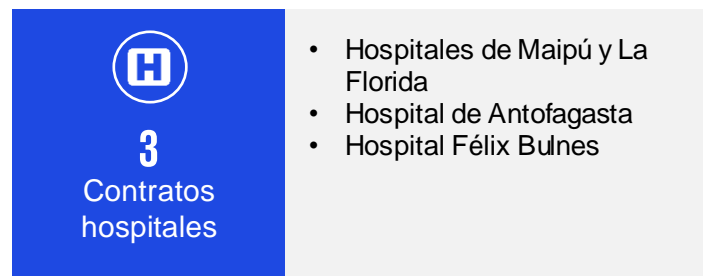 H
3
Contratos
hospitales
• Hospitales de Maipú y La
Florida
• Hospital de Antofagasta
• Hospital Félix Bulnes